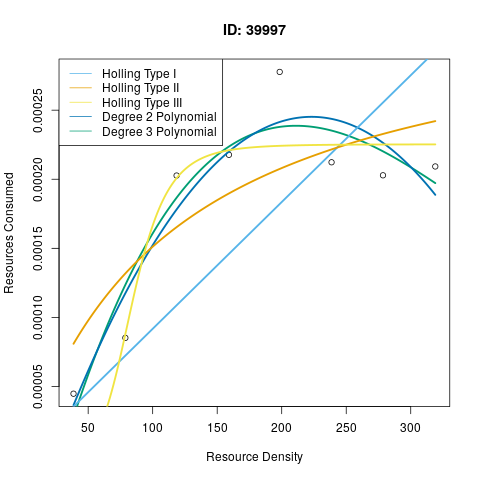 ID: 39997
Holling Type I
Holling Type II
Holling Type III
Degree 2 Polynomial
Degree 3 Polynomial
Resources Consumed
0.00005
0.00010
0.00015
0.00020
0.00025
50
100
150
200
250
300
Resource Density